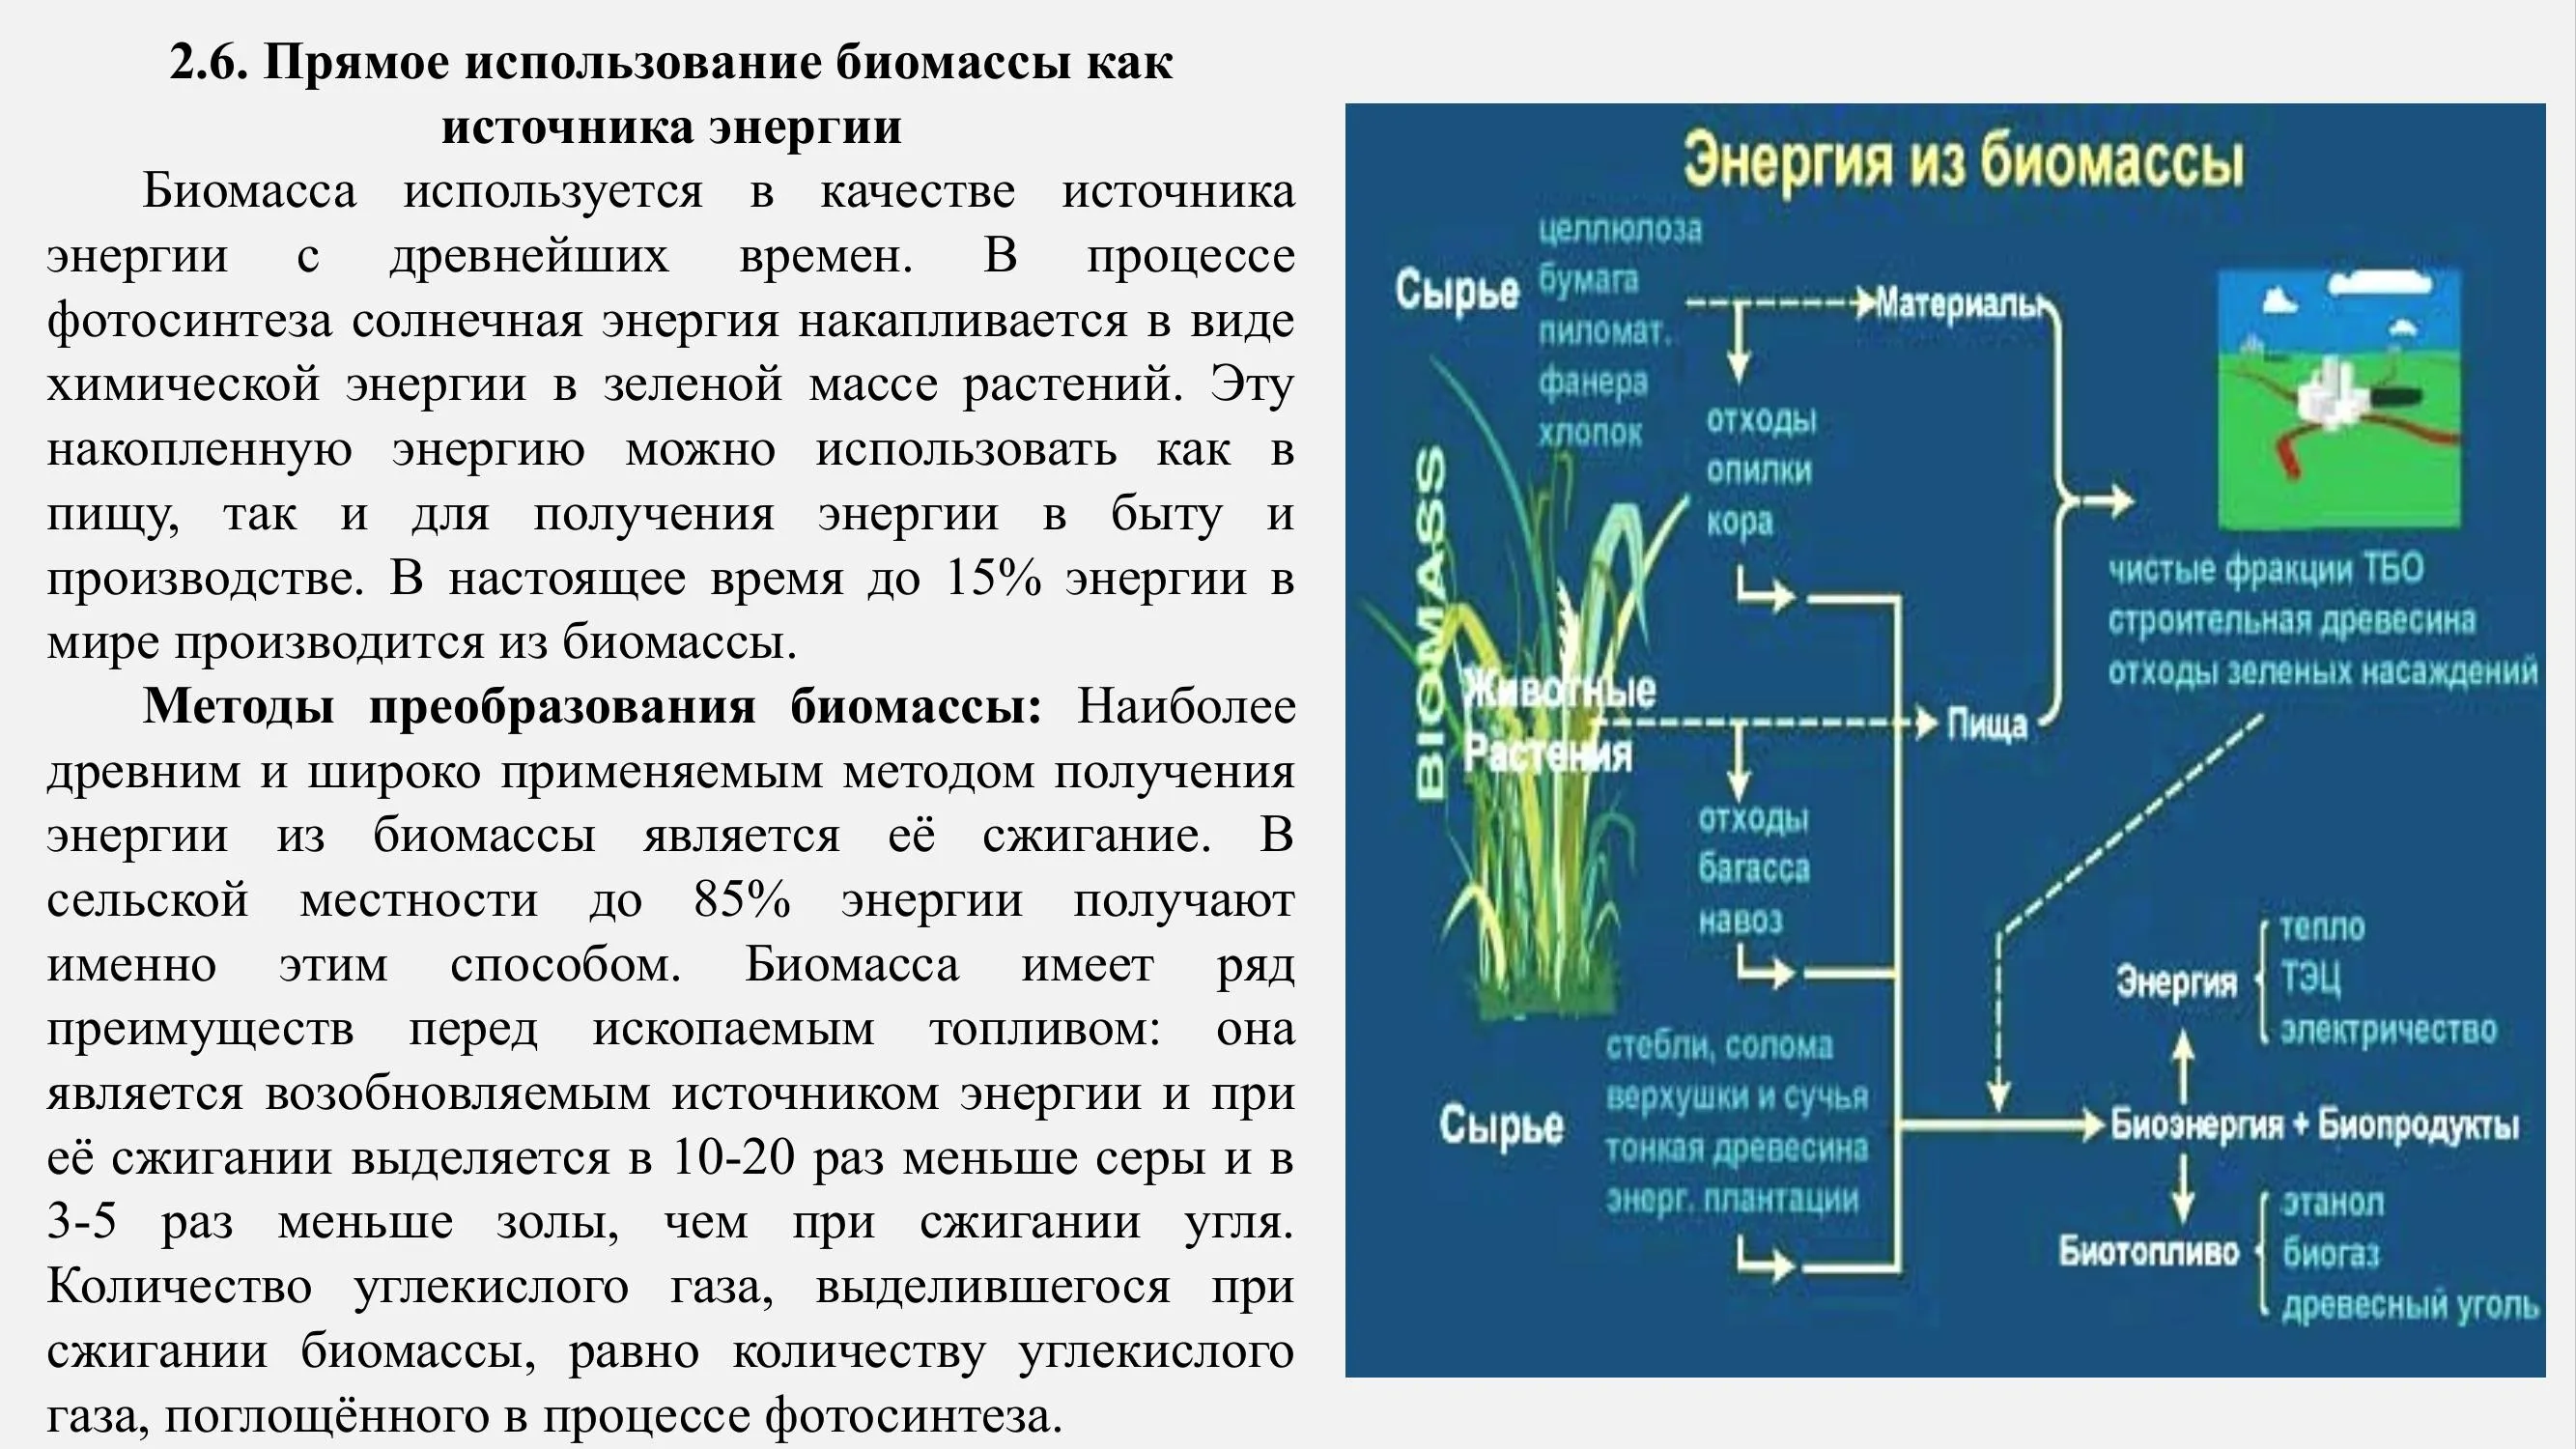 2.6. Прямое использование биомассы как
источника энергии
Биомасса используется в качестве источника
энергии с древнейших времен. В процессе
фотосинтеза солнечная энергия накапливается в виде
химической энергии в зеленой массе растений. Эту
накопленную энергию можно использовать как в
пищу, так и для получения энергии в быту и
производстве. В настоящее время до 15% энергии в
мире производится из биомассы.
Методы преобразования биомассы: Наиболее
древним и широко применяемым методом получения
энергии из биомассы является её сжигание. В
сельской местности до 85% энергии получают
именно этим способом. Биомасса имеет ряд
преимуществ перед ископаемым топливом: она
является возобновляемым источником энергии и при
её сжигании выделяется в 10-20 раз меньше серы и в
3-5 раз меньше золы, чем при сжигании угля.
Количество углекислого газа, выделившегося при
сжигании биомассы, равно количеству углекислого
газа, поглощённого в процессе фотосинтеза.
Энергия из биомассы
Сырье
целлюлоза
бумага
пиломат.
фанера
хлопок
Материалы
отходы
опилки
кора
BIOMASS
Животные
Растения
Пища
чистые фракции ТБО
строительная древесина
отходы зеленых насаждений
отходы
багасса
навоз
Сырье
стебли, солома
верхушки и сучья
тонкая древесина
энерг. плантации
Энергия
тепло
ТЭЦ
электричество
Биоэнергия + Биопродукты
Биотопливо
этанол
биогаз
древесный уголь